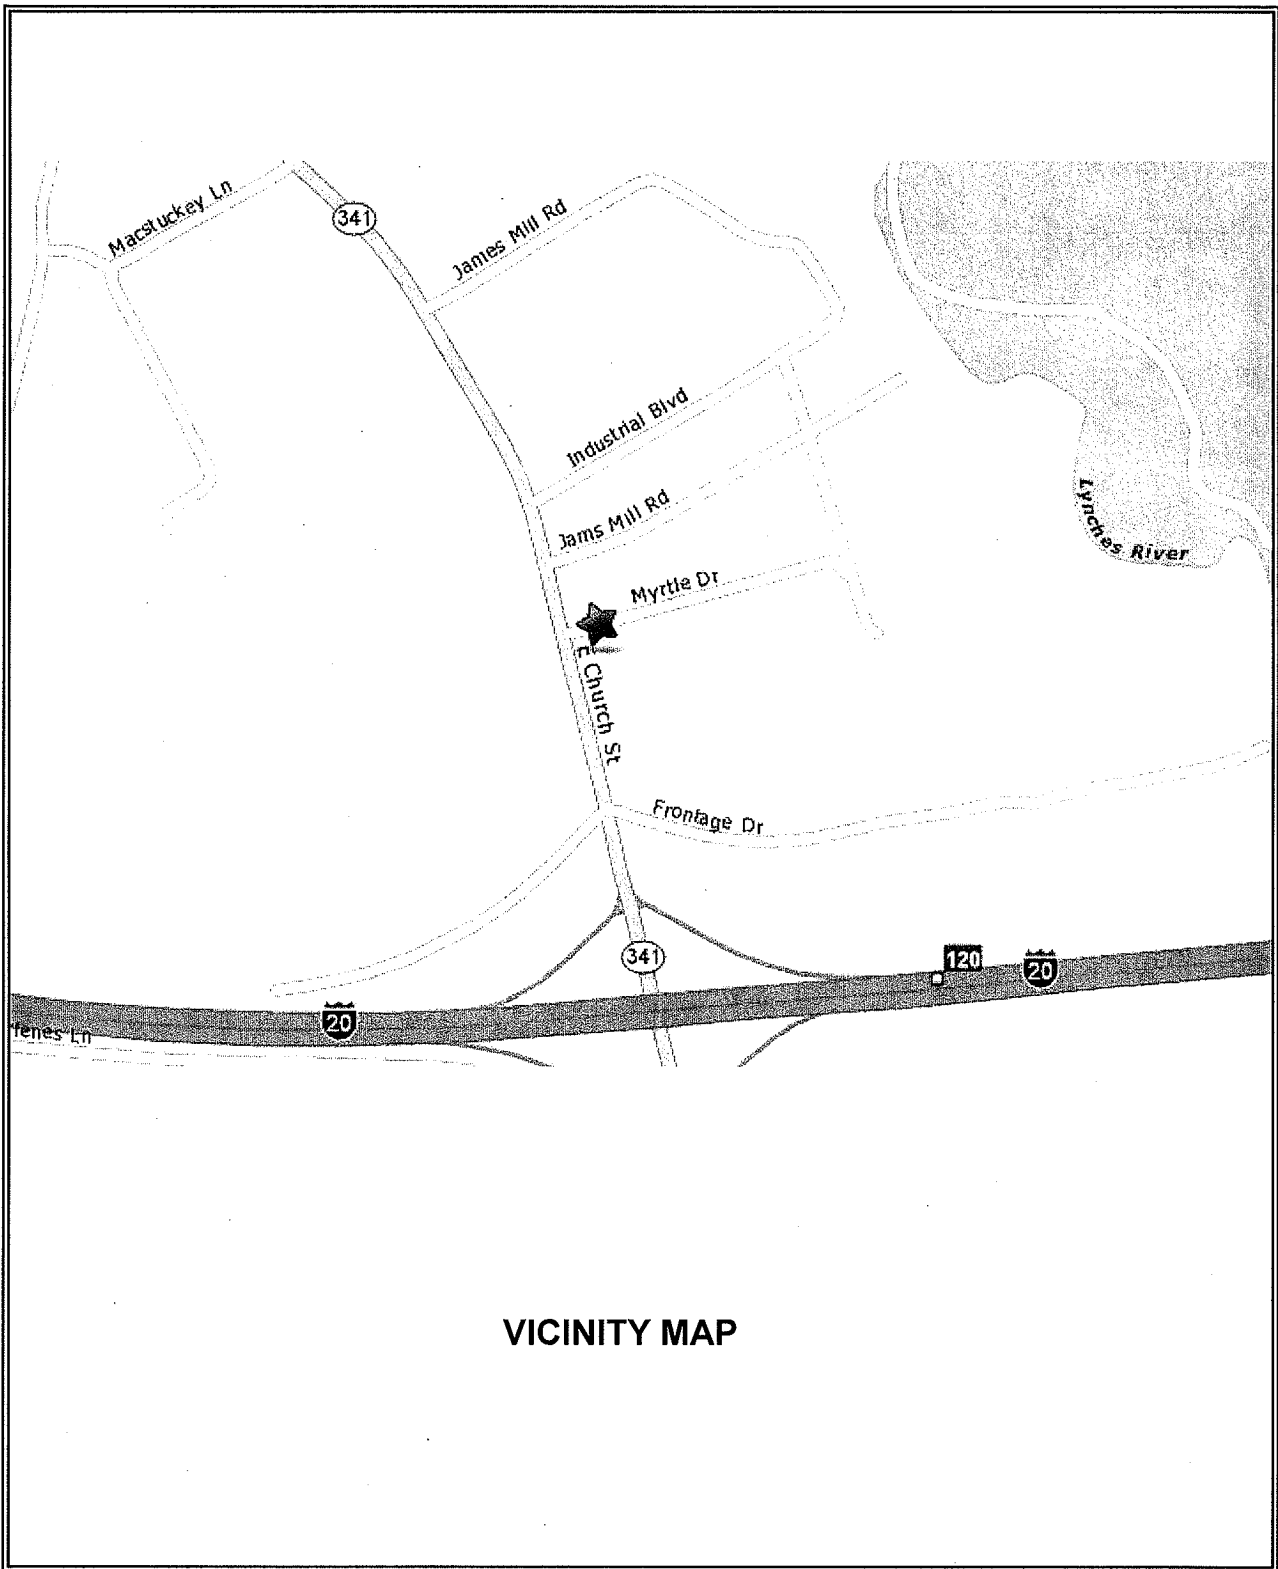 Macstuckey Ln
341
James Mill Rd
Industrial Blvd
Jams Mill Rd
Lynches River
Myrtle Dr
E Church St
Frontage Dr
341
120
20
20
Ln
VICINITY MAP